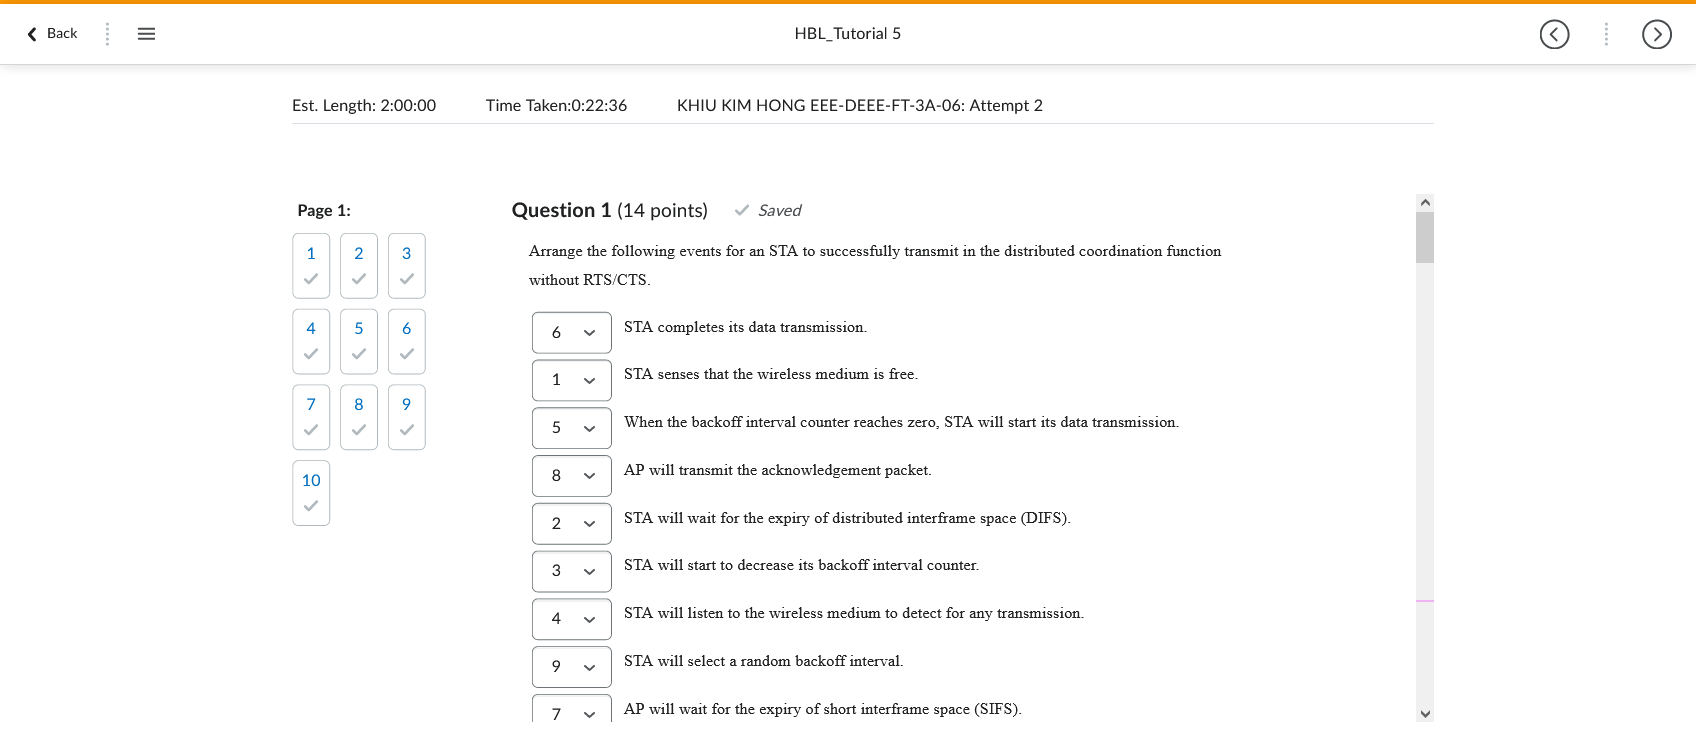 Back
HBL_Tutorial 5
Est. Length: 2:00:00 Time Taken:0:22:36 KHIU KIM HONG EEE-DEEE-FT-3A-06: Attempt 2
Page 1:
1 2 3
4 5 6
7 8 9
10
Question 1 (14 points) Saved
Arrange the following events for an STA to successfully transmit in the distributed coordination function
without RTS/CTS.
6 STA completes its data transmission.
1 STA senses that the wireless medium is free.
5 When the backoff interval counter reaches zero, STA will start its data transmission.
8 AP will transmit the acknowledgement packet.
2 STA will wait for the expiry of distributed interframe space (DIFS).
3 STA will start to decrease its backoff interval counter.
4 STA will listen to the wireless medium to detect for any transmission.
9 STA will select a random backoff interval.
7 AP will wait for the expiry of short interframe space (SIFS).